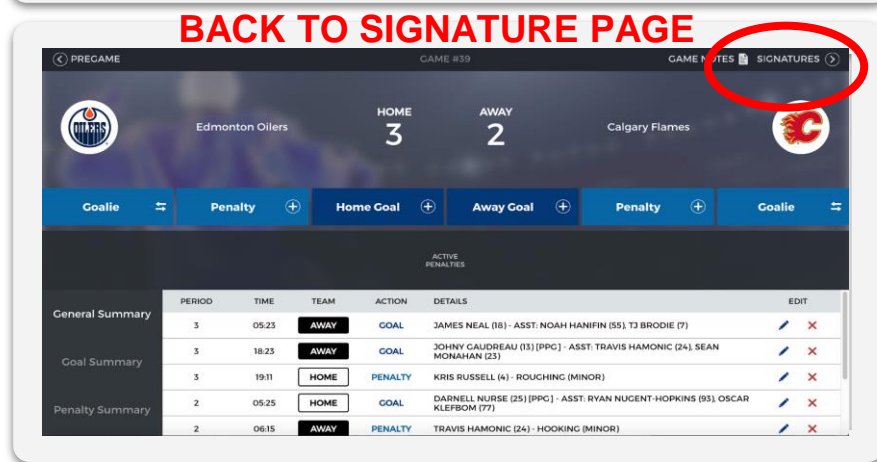 BACK TO SIGNATURE PAGE
PREGAME GAME #39 GAME NOTES SIGNATURES
OILERS Edmonton Oilers HOME 3 AWAY 2 Calgary Flames C
Goalie Penalty Home Goal Away Goal Penalty Goalie
ACTIVE
PENALTIES
General Summary
Goal Summary
Penalty Summary
PERIOD TIME TEAM ACTION DETAILS EDIT
3 05:23 AWAY GOAL JAMES NEAL (18) - ASST: NOAH HANIFIN (55), TJ BRODIE (7)
3 18:23 AWAY GOAL JOHNY GAUDREAU (13) [PPG] - ASST: TRAVIS HAMONIC (24), SEAN
MONAHAN (23)
3 19:11 HOME PENALTY KRIS RUSSELL (4) - ROUGHING (MINOR)
2 05:25 HOME GOAL DARNELL NURSE (25) [PPG] - ASST: RYAN NUGENT-HOPKINS (93), OSCAR
KLEFBOM (77)
2 06:15 AWAY PENALTY TRAVIS HAMONIC (24) - HOOKING (MINOR)